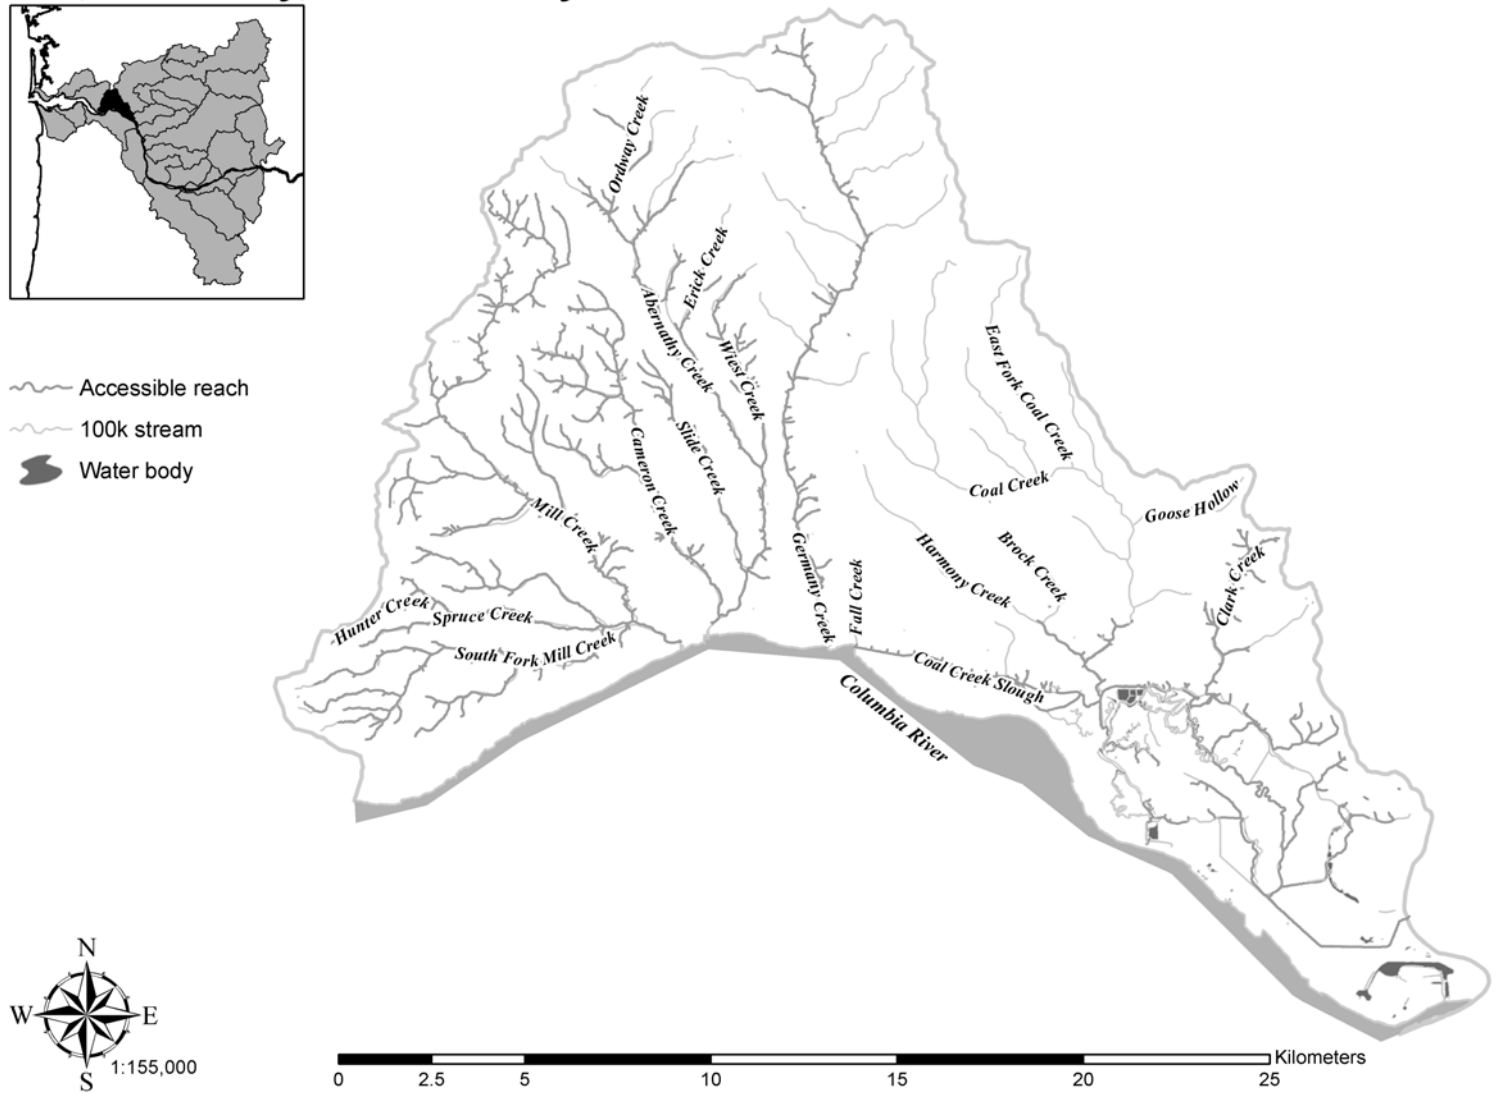 Accessible reach
100k stream
Water body
Ordway Creek
Erick Creek
Abernathy Creek
Wiest Creek
East Fork Coal Creek
Slide Creek
Cameron Creek
Coal Creek
Goose Hollow
Mill Creek
Germany Creek
Fall Creek
Harmony Creek
Brock Creek
Clark Creek
Hunter Creek
Spruce Creek
South Fork Mill Creek
Coal Creek Slough
Columbia River
N
W E
S
1:155,000
Kilometers
0 2.5 5 10 15 20 25